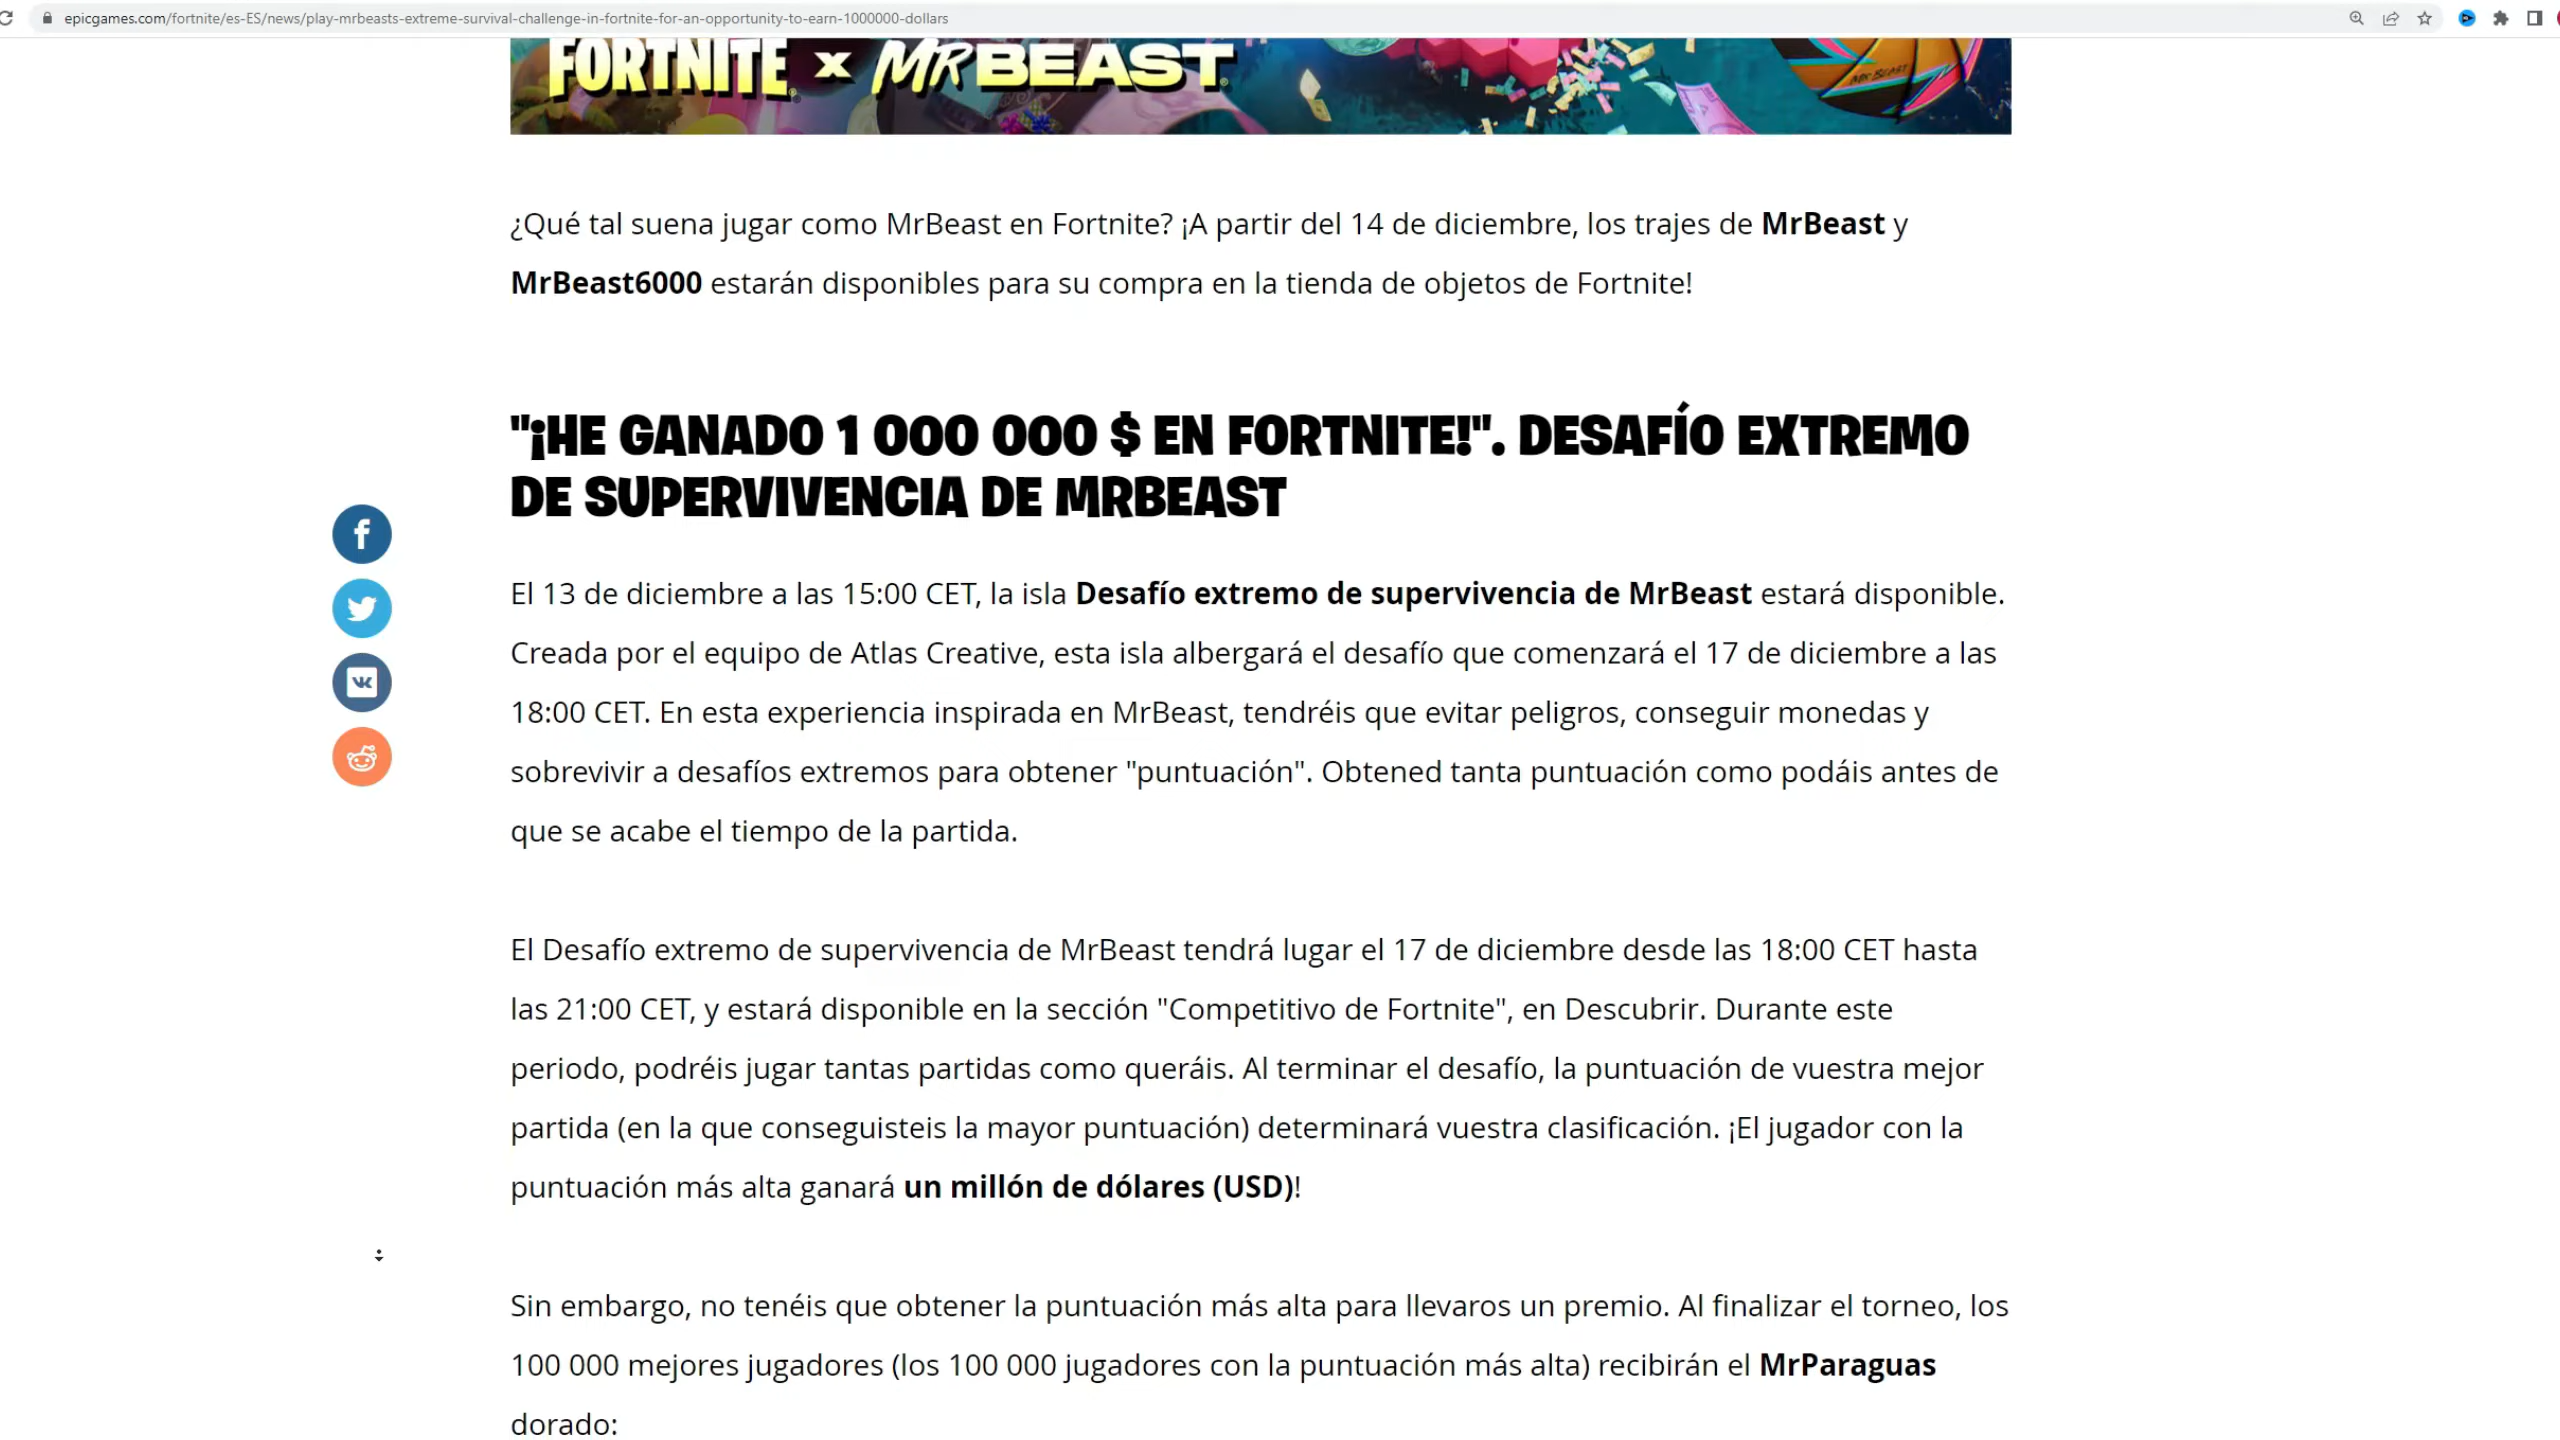 epicgames.com/fortnite/es-ES/news/play-mrbeasts-extreme-survival-challenge-in-fortnite-for-an-opportunity-to-earn-1000000-dollars
FORTNITE x MRBEAST
MRBEAST
¿Qué tal suena jugar como MrBeast en Fortnite? ¡A partir del 14 de diciembre, los trajes de MrBeast y
MrBeast6000 estarán disponibles para su compra en la tienda de objetos de Fortnite!
"¡HE GANADO 1 000 000 $ EN FORTNITE!". DESAFÍO EXTREMO
DE SUPERVIVENCIA DE MRBEAST
El 13 de diciembre a las 15:00 CET, la isla Desafío extremo de supervivencia de MrBeast estará disponible.
Creada por el equipo de Atlas Creative, esta isla albergará el desafío que comenzará el 17 de diciembre a las
18:00 CET. En esta experiencia inspirada en MrBeast, tendréis que evitar peligros, conseguir monedas y
sobrevivir a desafíos extremos para obtener "puntuación". Obtened tanta puntuación como podáis antes de
que se acabe el tiempo de la partida.
El Desafío extremo de supervivencia de MrBeast tendrá lugar el 17 de diciembre desde las 18:00 CET hasta
las 21:00 CET, y estará disponible en la sección "Competitivo de Fortnite", en Descubrir. Durante este
periodo, podréis jugar tantas partidas como queráis. Al terminar el desafío, la puntuación de vuestra mejor
partida (en la que conseguisteis la mayor puntuación) determinará vuestra clasificación. ¡El jugador con la
puntuación más alta ganará un millón de dólares (USD)!
Sin embargo, no tenéis que obtener la puntuación más alta para llevaros un premio. Al finalizar el torneo, los
100 000 mejores jugadores (los 100 000 jugadores con la puntuación más alta) recibirán el MrParaguas
dorado: